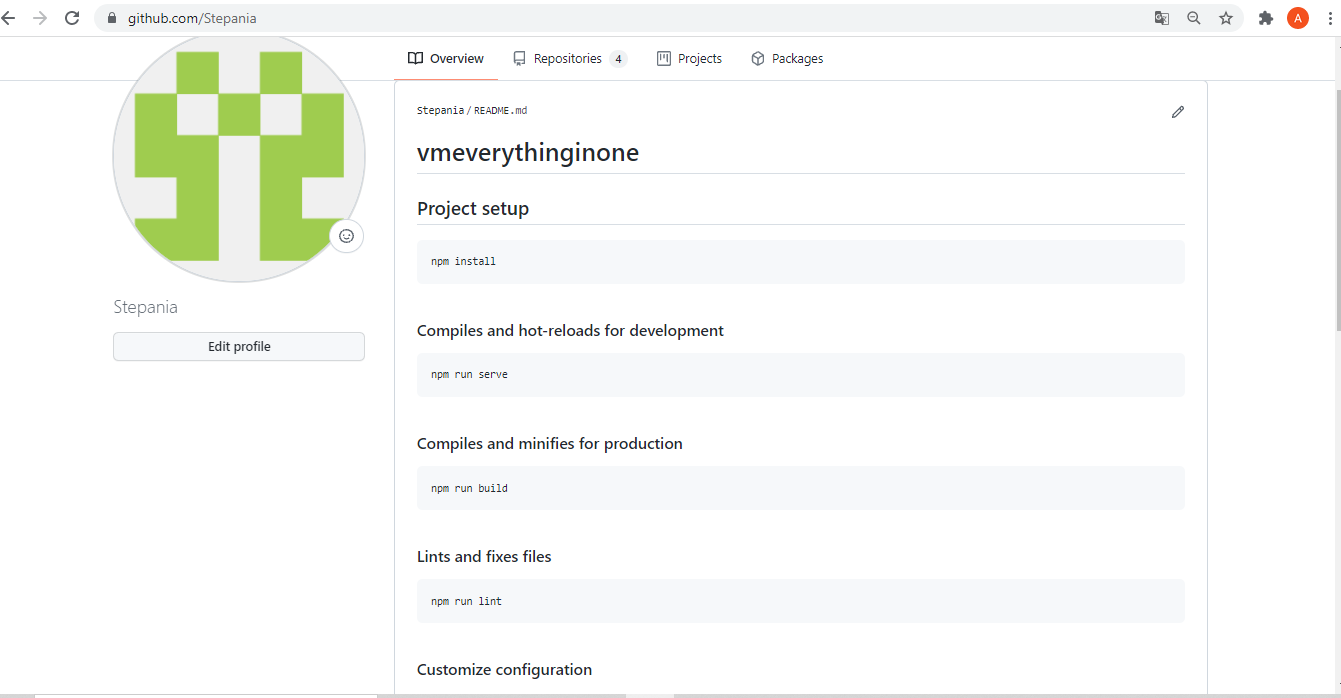 github.com/Stepania
A
Overview
Repositories 4
Projects
Packages
Stepania / README.md
vmeverythinginone
Project setup
npm install
Stepania
Edit profile
Compiles and hot-reloads for development
npm run serve
Compiles and minifies for production
npm run build
Lints and fixes files
npm run lint
Customize configuration